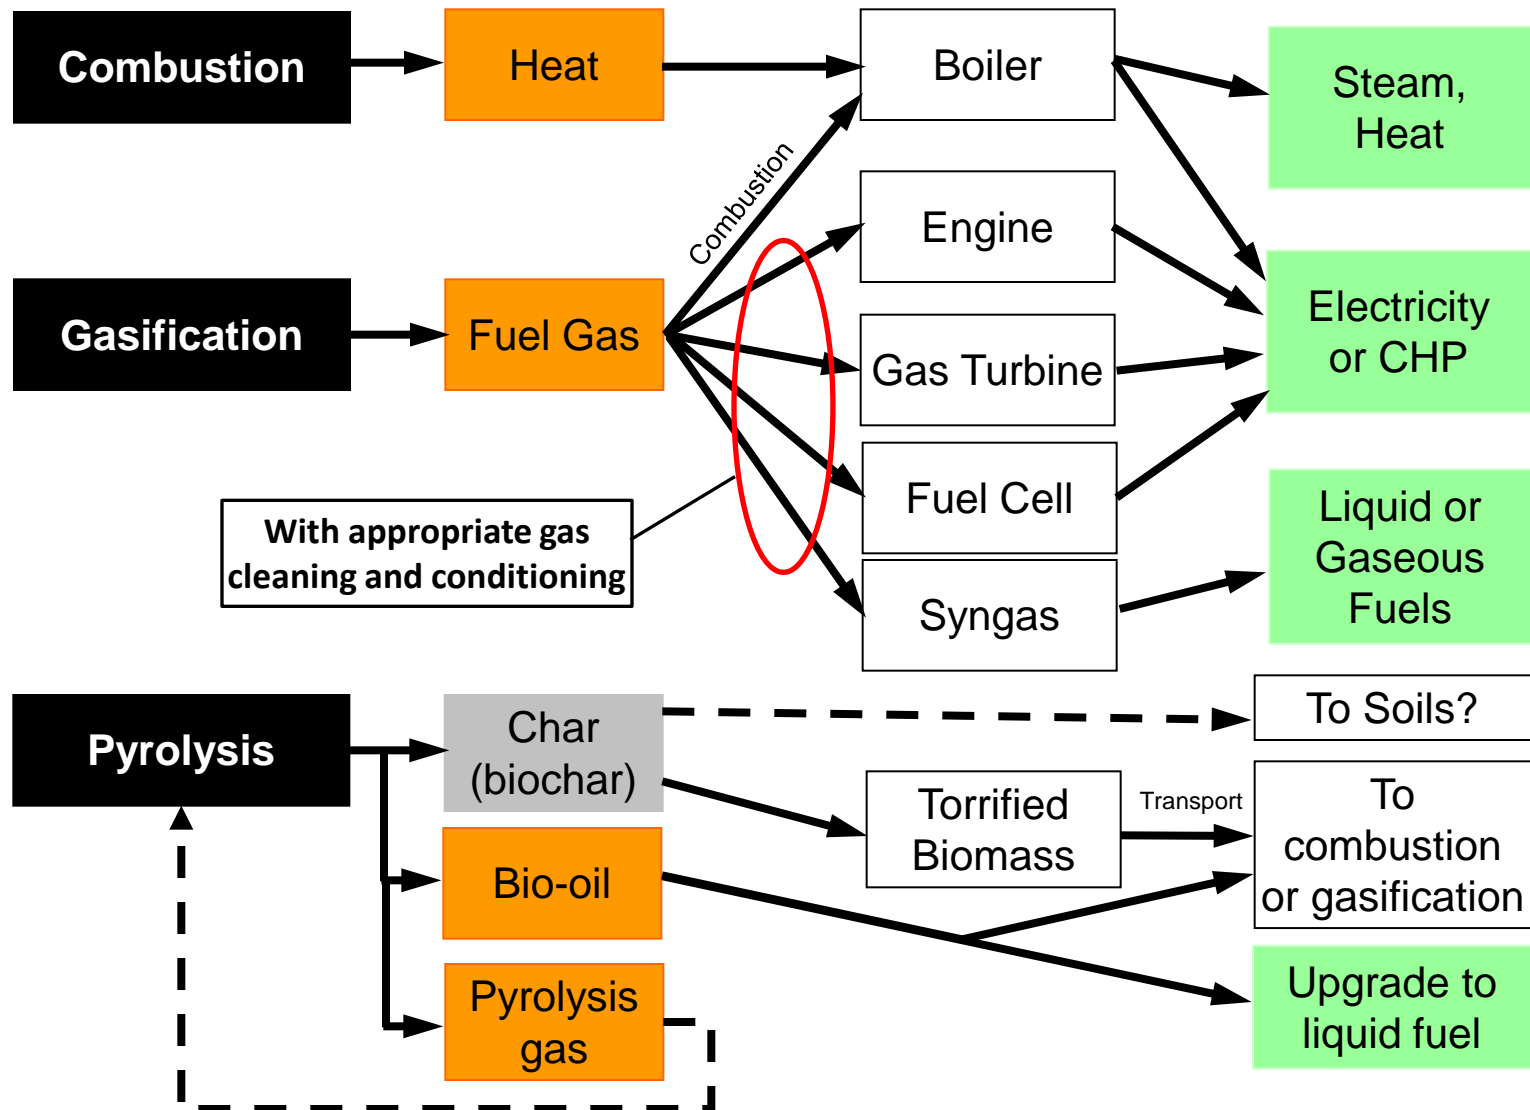 Combustion
Heat
Boiler
Steam,
Heat
Combustion
Engine
Gasification
Fuel Gas
Gas Turbine
Electricity
or CHP
With appropriate gas
cleaning and conditioning
Fuel Cell
Syngas
Liquid or
Gaseous
Fuels
Pyrolysis
Char
(biochar)
To Soils?
Torrified
Biomass
Transport
To
combustion
or gasification
Bio-oil
Pyrolysis
gas
Upgrade to
liquid fuel